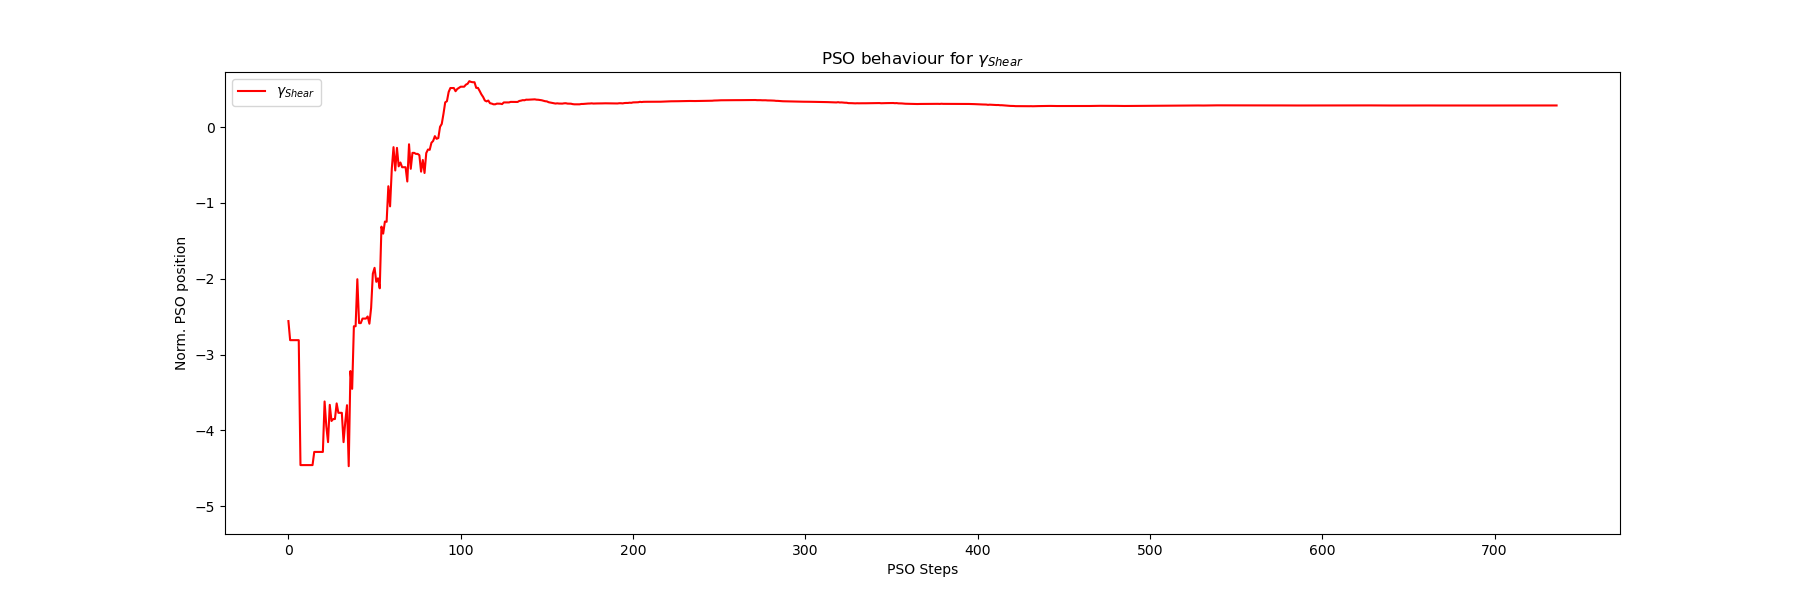 PSO behaviour for γShear
γShear
Norm. PSO position
0
−1
−2
−3
−4
−5
0 100 200 300 400 500 600 700
PSO Steps